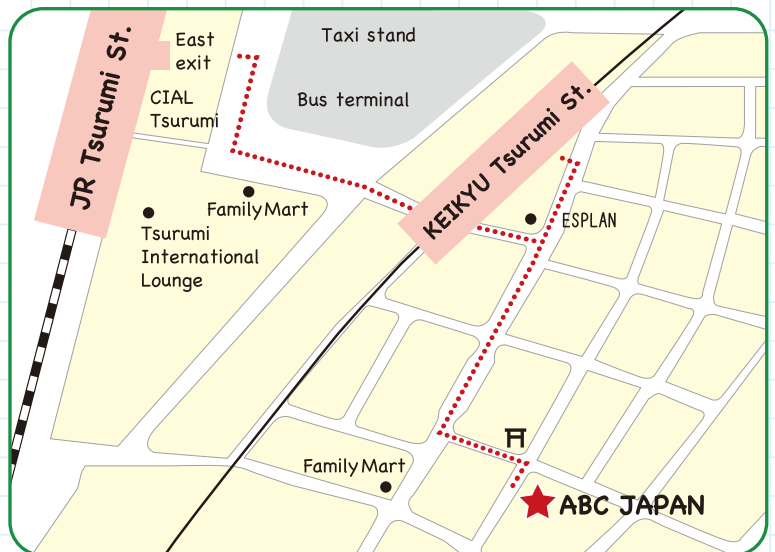 JR Tsurumi St.
East
exit
Taxi stand
Bus terminal
CIAL
Tsurumi
KEIKYU Tsurumi St.
FamilyMart
Tsurumi
International
Lounge
ESPLAN
FamilyMart
ABC JAPAN